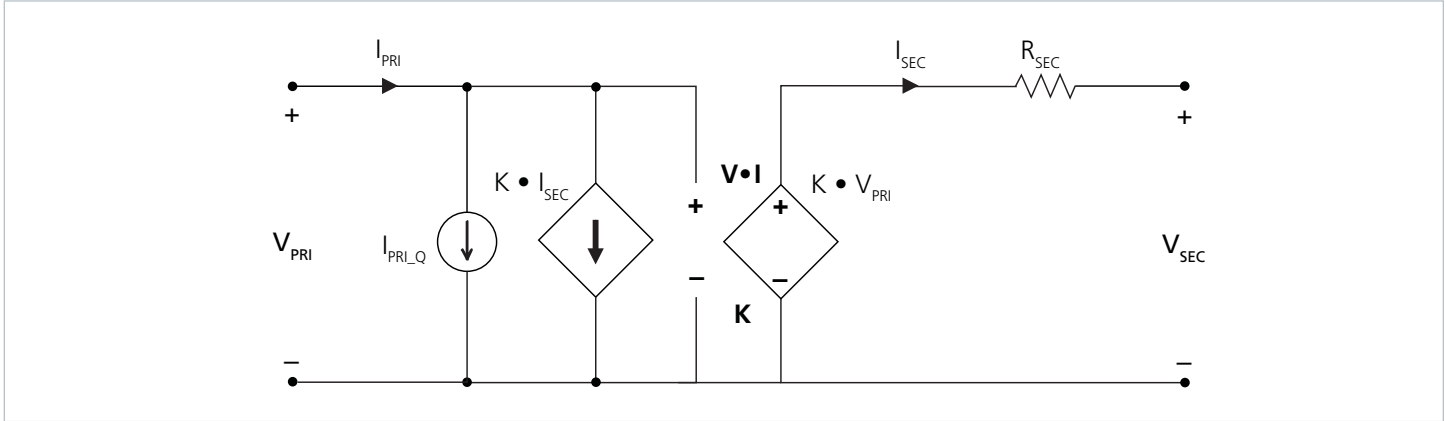 I_PRI
I_SEC
R_SEC
+
+
K • I_SEC
V•I
K • V_PRI
+
+
V_PRI
I_PRI_Q
V_SEC
–
–
K
–
–